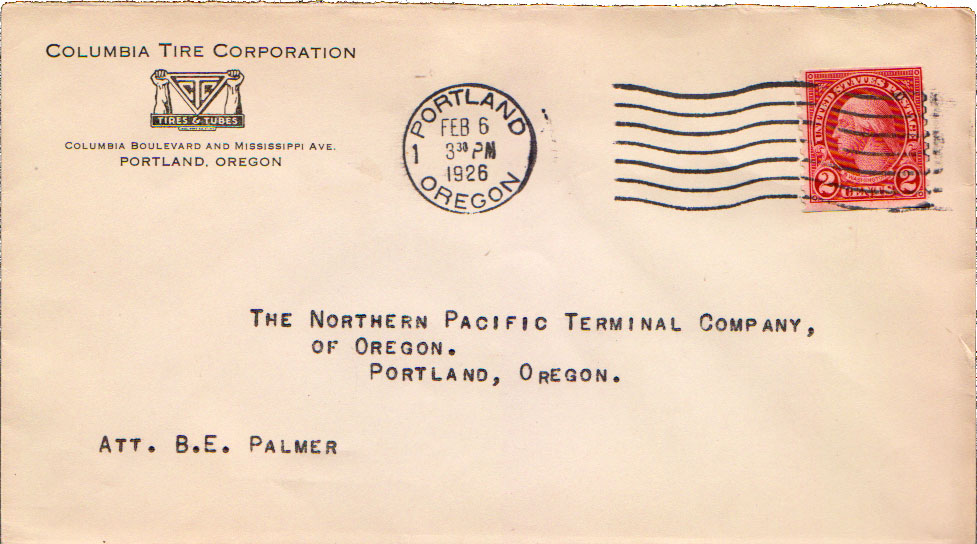 COLUMBIA TIRE CORPORATION
CTC
TIRES & TUBES
COLUMBIA BOULEVARD AND MISSISSIPPI AVE.
PORTLAND, OREGON
PORTLAND
FEB 6
1 3 30 PM
1926
OREGON
UNITED STATES POSTAGE
2 CENTS 2
THE NORTHERN PACIFIC TERMINAL COMPANY,
OF OREGON.
PORTLAND, OREGON.
ATT. B.E. PALMER